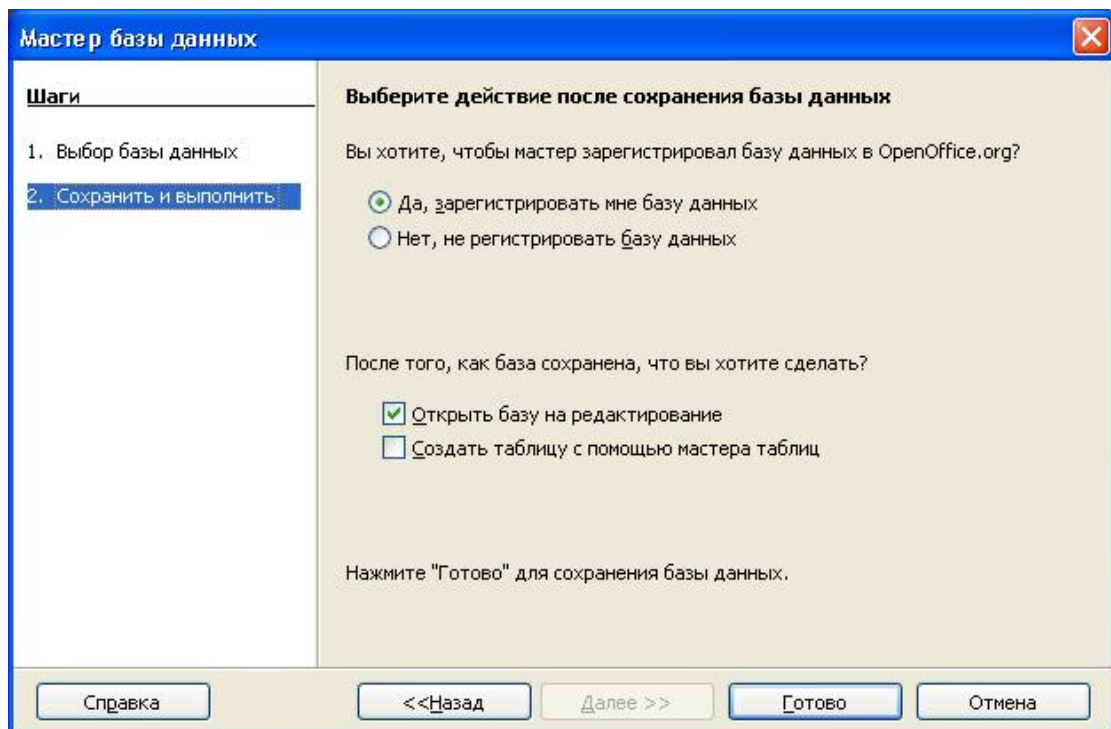 Мастер базы данных
Шаги
1. Выбор базы данных
2. Сохранить и выполнить
Выберите действие после сохранения базы данных
Вы хотите, чтобы мастер зарегистрировал базу данных в OpenOffice.org?
Да, зарегистрировать мне базу данных
Нет, не регистрировать базу данных
После того, как база сохранена, что вы хотите сделать?
Открыть базу на редактирование
Создать таблицу с помощью мастера таблиц
Нажмите "Готово" для сохранения базы данных.
Справка
<<Назад
Далее >>
Готово
Отмена